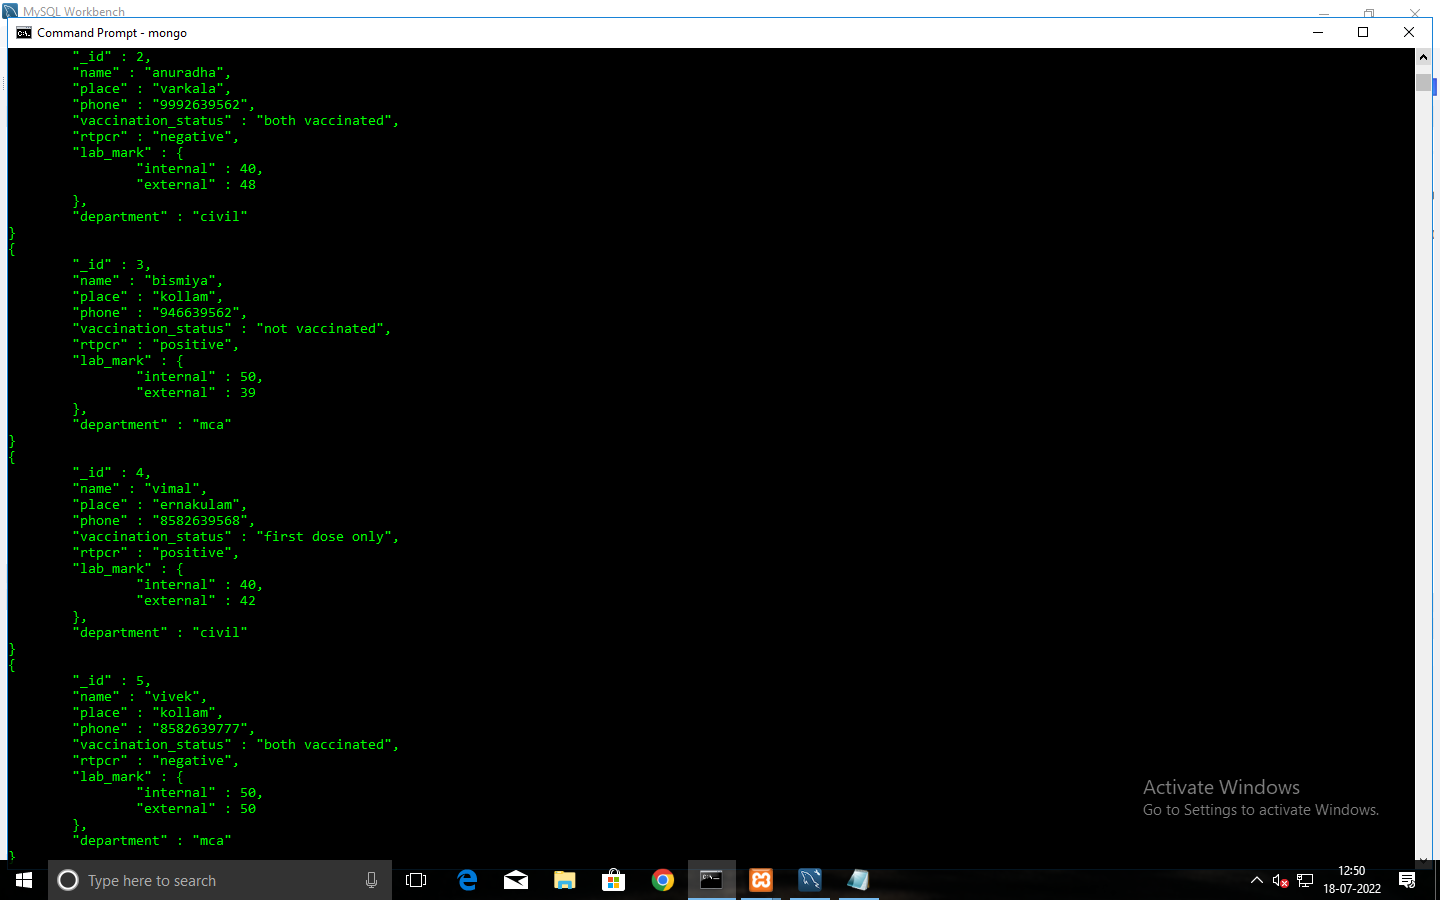 MySQL Workbench
Command Prompt - mongo
"_id" : 2,
"name" : "anuradha",
"place" : "varkala",
"phone" : "9992639562",
"vaccination_status" : "both vaccinated",
"rtpcr" : "negative",
"lab_mark" : {
"internal" : 40,
"external" : 48
},
"department" : "civil"
}
{
"_id" : 3,
"name" : "bismiya",
"place" : "kollam",
"phone" : "946639562",
"vaccination_status" : "not vaccinated",
"rtpcr" : "positive",
"lab_mark" : {
"internal" : 50,
"external" : 39
},
"department" : "mca"
}
{
"_id" : 4,
"name" : "vimal",
"place" : "ernakulam",
"phone" : "8582639568",
"vaccination_status" : "first dose only",
"rtpcr" : "positive",
"lab_mark" : {
"internal" : 40,
"external" : 42
},
"department" : "civil"
}
{
"_id" : 5,
"name" : "vivek",
"place" : "kollam",
"phone" : "8582639777",
"vaccination_status" : "both vaccinated",
"rtpcr" : "negative",
"lab_mark" : {
"internal" : 50,
"external" : 50
},
"department" : "mca"
}
Activate Windows
Go to Settings to activate Windows.
Type here to search
12:50
18-07-2022